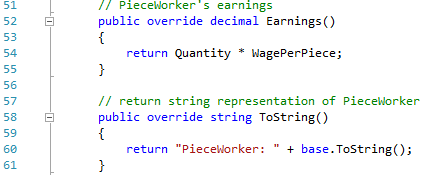 51 // PieceWorker's earnings
52 public override decimal Earnings()
53 {
54 return Quantity * WagePerPiece;
55 }
56
57 // return string representation of PieceWorker
58 public override string ToString()
59 {
60 return "PieceWorker: " + base.ToString();
61 }